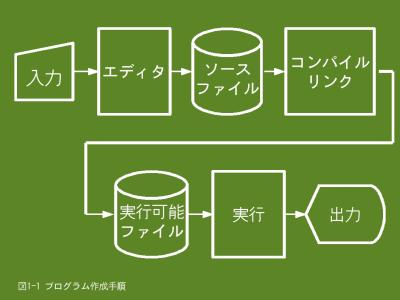 入力
エディタ
ソース
ファイル
コンパイル
リンク
実行可能
ファイル
実行
出力
図1-1 プログラム作成手順